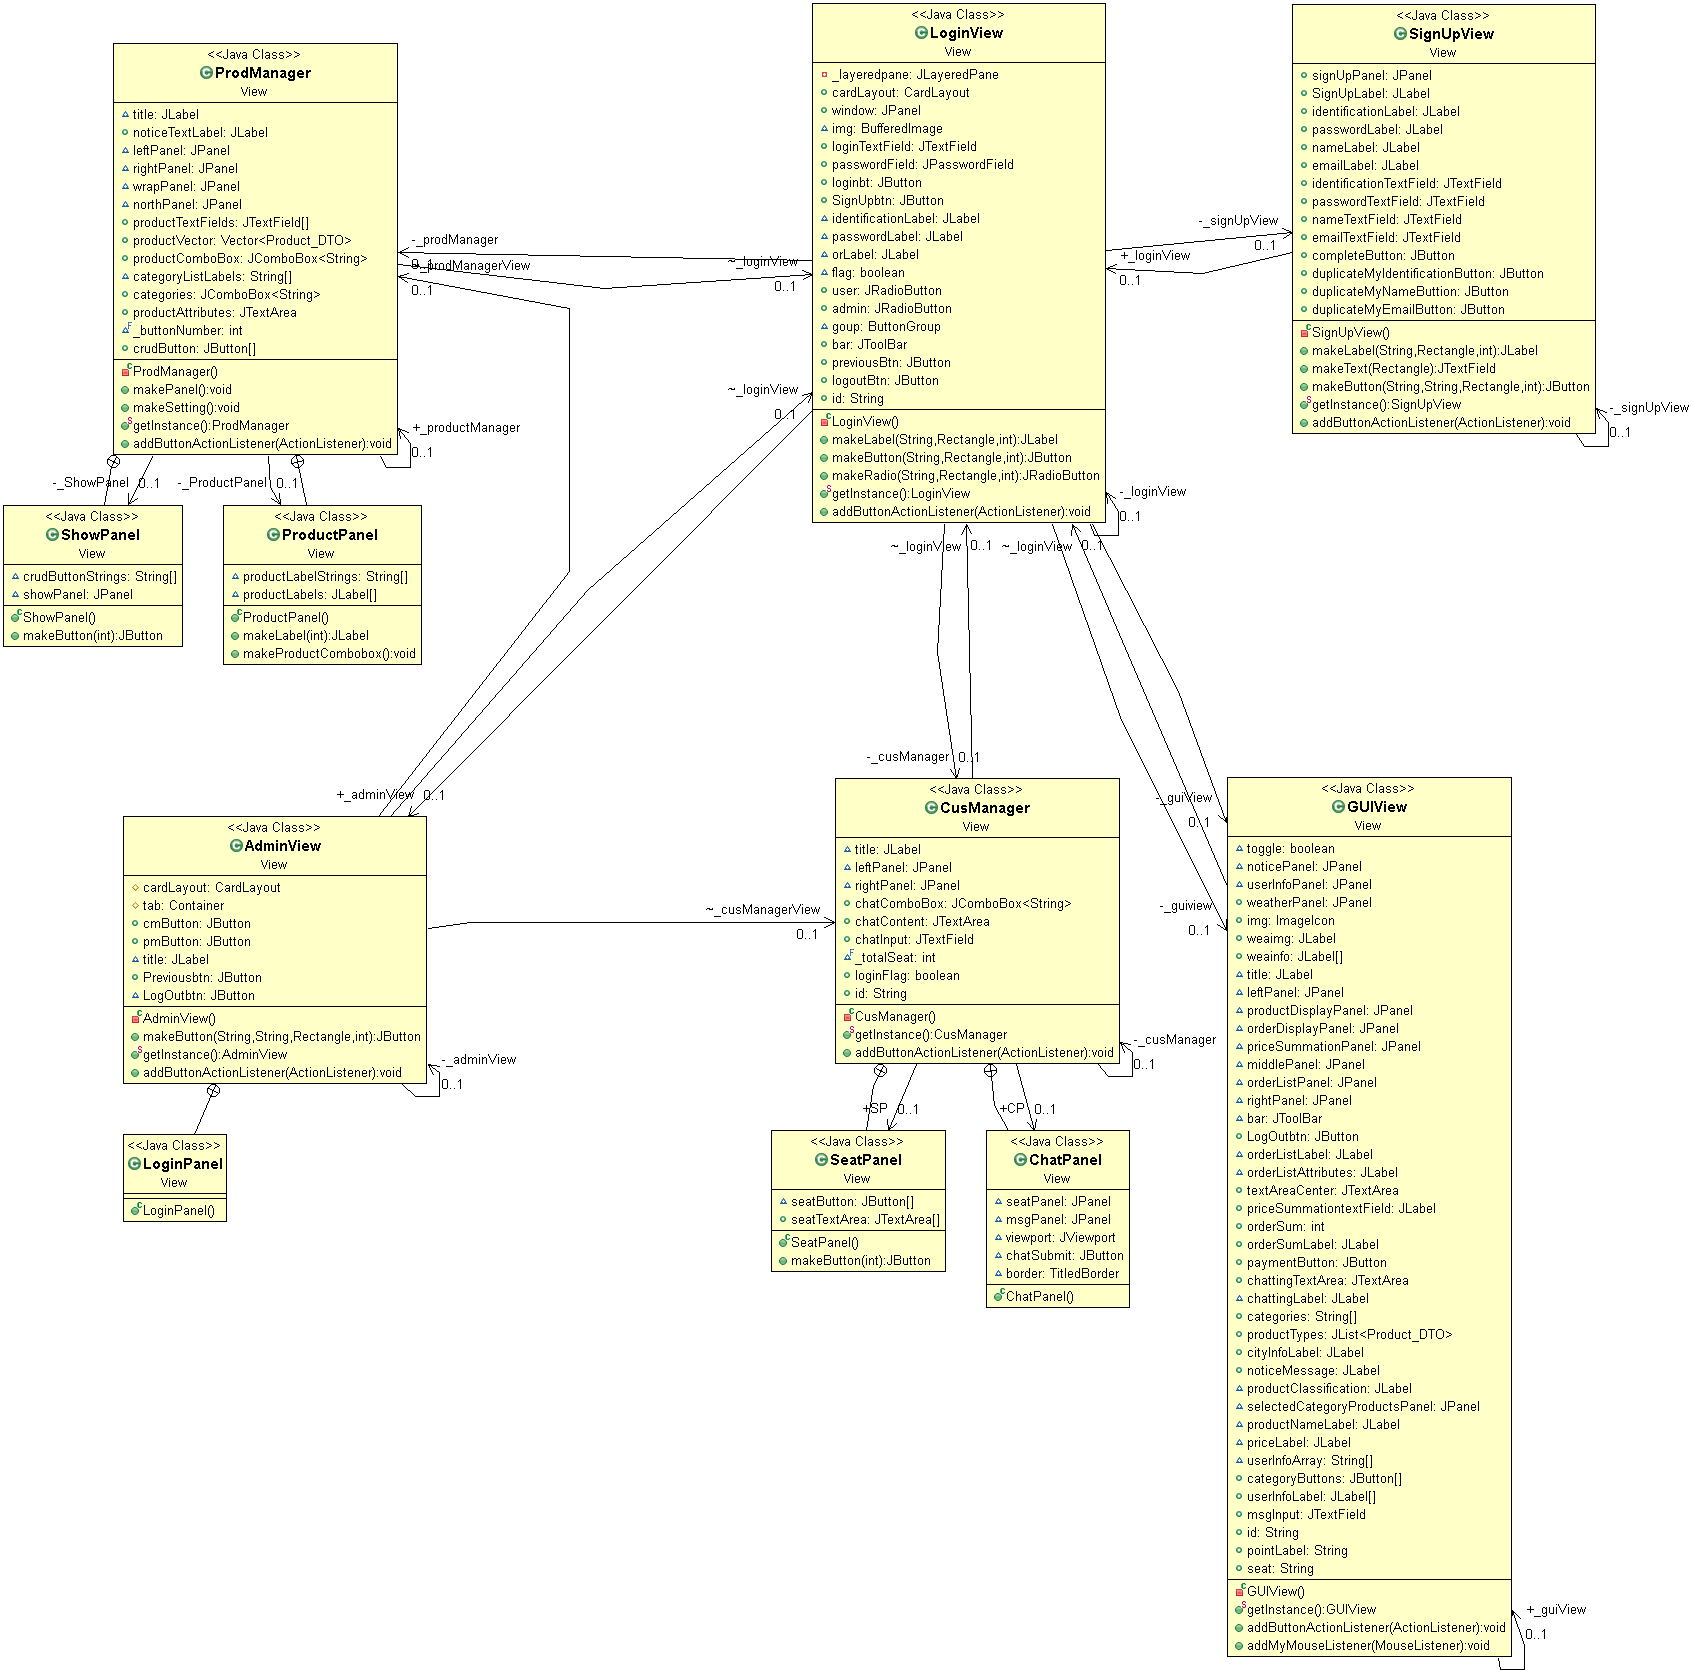 <<Java Class>>
ProdManager
View
title: JLabel
noticeTextLabel: JLabel
leftPanel: JPanel
rightPanel: JPanel
wrapPanel: JPanel
northPanel: JPanel
productTextFields: JTextField[]
productVector: Vector<Product_DTO>
productComboBox: JComboBox<String>
categoryListLabels: String[]
categories: JComboBox<String>
productAttributes: JTextArea
_buttonNumber: int
crudButton: JButton[]
ProdManager()
makePanel():void
makeSetting():void
getInstance():ProdManager
addButtonActionListener(ActionListener):void
<<Java Class>>
LoginView
View
_layeredpane: JLayeredPane
cardLayout: CardLayout
window: JPanel
img: BufferedImage
loginTextField: JTextField
passwordField: JPasswordField
loginbt: JButton
SignUpbtn: JButton
identificationLabel: JLabel
passwordLabel: JLabel
orLabel: JLabel
flag: boolean
user: JRadioButton
admin: JRadioButton
goup: ButtonGroup
bar: JToolBar
previousBtn: JButton
logoutBtn: JButton
id: String
LoginView()
makeLabel(String,Rectangle,int):JLabel
makeButton(String,Rectangle,int):JButton
makeRadio(String,Rectangle,int):JRadioButton
getInstance():LoginView
addButtonActionListener(ActionListener):void
<<Java Class>>
SignUpView
View
signUpPanel: JPanel
SignUpLabel: JLabel
identificationLabel: JLabel
passwordLabel: JLabel
nameLabel: JLabel
emailLabel: JLabel
identificationTextField: JTextField
passwordTextField: JTextField
nameTextField: JTextField
emailTextField: JTextField
completeButton: JButton
duplicateMyIdentificationButton: JButton
duplicateMyNameButtion: JButton
duplicateMyEmailButton: JButton
SignUpView()
makeLabel(String,Rectangle,int):JLabel
makeText(Rectangle):JTextField
makeButton(String,String,Rectangle,int):JButton
getInstance():SignUpView
addButtonActionListener(ActionListener):void
-_prodManager
0..1
~_prodManagerView
0..1
~_loginView
0..1
-_signUpView
0..1
+_loginView
0..1
-_signUpView
0..1
~_loginView
0..1
+_productManager
0..1
-_loginView
0..1
-_ShowPanel 0..1
-_ProductPanel 0..1
<<Java Class>>
ShowPanel
View
crudButtonStrings: String[]
showPanel: JPanel
ShowPanel()
makeButton(int):JButton
<<Java Class>>
ProductPanel
View
productLabelStrings: String[]
productLabels: JLabel[]
ProductPanel()
makeLabel(int):JLabel
makeProductCombobox():void
~_loginView 0..1
~_loginView 0..1
-_cusManager 0..1
+_adminView 0..1
-_guiView
0..1
-_guiview
0..1
~_cusManagerView
0..1
<<Java Class>>
AdminView
View
cardLayout: CardLayout
tab: Container
cmButton: JButton
pmButton: JButton
title: JLabel
Previousbtn: JButton
LogOutbtn: JButton
AdminView()
makeButton(String,String,Rectangle,int):JButton
getInstance():AdminView
addButtonActionListener(ActionListener):void
-_adminView
0..1
<<Java Class>>
LoginPanel
View
LoginPanel()
<<Java Class>>
CusManager
View
title: JLabel
leftPanel: JPanel
rightPanel: JPanel
chatComboBox: JComboBox<String>
chatContent: JTextArea
chatInput: JTextField
_totalSeat: int
loginFlag: boolean
id: String
CusManager()
getInstance():CusManager
addButtonActionListener(ActionListener):void
-_cusManager
0..1
+SP 0..1
+CP 0..1
<<Java Class>>
SeatPanel
View
seatButton: JButton[]
seatTextArea: JTextArea[]
SeatPanel()
makeButton(int):JButton
<<Java Class>>
ChatPanel
View
seatPanel: JPanel
msgPanel: JPanel
viewport: JViewport
chatSubmit: JButton
border: TitledBorder
ChatPanel()
<<Java Class>>
GUIView
View
toggle: boolean
noticePanel: JPanel
userInfoPanel: JPanel
weatherPanel: JPanel
img: ImageIcon
weaimg: JLabel
weainfo: JLabel[]
title: JLabel
leftPanel: JPanel
productDisplayPanel: JPanel
orderDisplayPanel: JPanel
priceSummationPanel: JPanel
middlePanel: JPanel
orderListPanel: JPanel
rightPanel: JPanel
bar: JToolBar
LogOutbtn: JButton
orderListLabel: JLabel
orderListAttributes: JLabel
textAreaCenter: JTextArea
priceSummationtextField: JLabel
orderSum: int
orderSumLabel: JLabel
paymentButton: JButton
chattingTextArea: JTextArea
chattingLabel: JLabel
categories: String[]
productTypes: JList<Product_DTO>
cityInfoLabel: JLabel
noticeMessage: JLabel
productClassification: JLabel
selectedCategoryProductsPanel: JPanel
productNameLabel: JLabel
priceLabel: JLabel
userInfoArray: String[]
categoryButtons: JButton[]
userInfoLabel: JLabel[]
msgInput: JTextField
id: String
pointLabel: String
seat: String
GUIView()
getInstance():GUIView
addButtonActionListener(ActionListener):void
addMyMouseListener(MouseListener):void
+_guiView
0..1